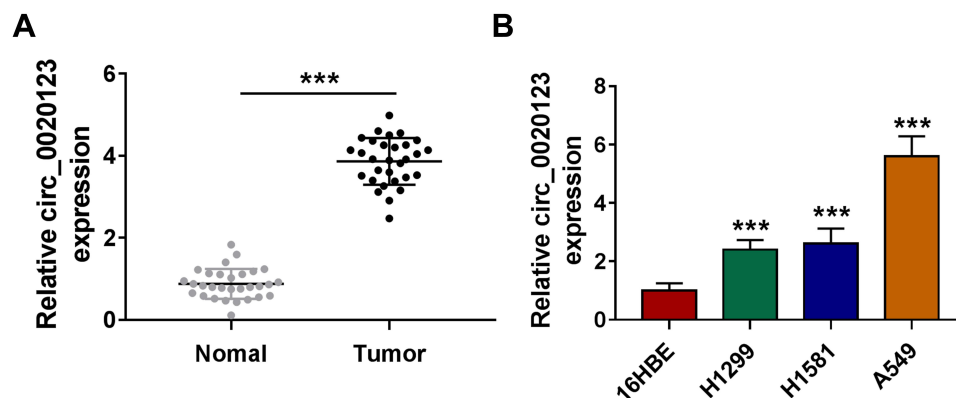 A
Relative circ_0020123
expression
6
4
2
0
***
Nomal
Tumor
B
Relative circ_0020123
expression
8
6
4
2
0
***
***
***
16HBE
H1299
H1581
A549